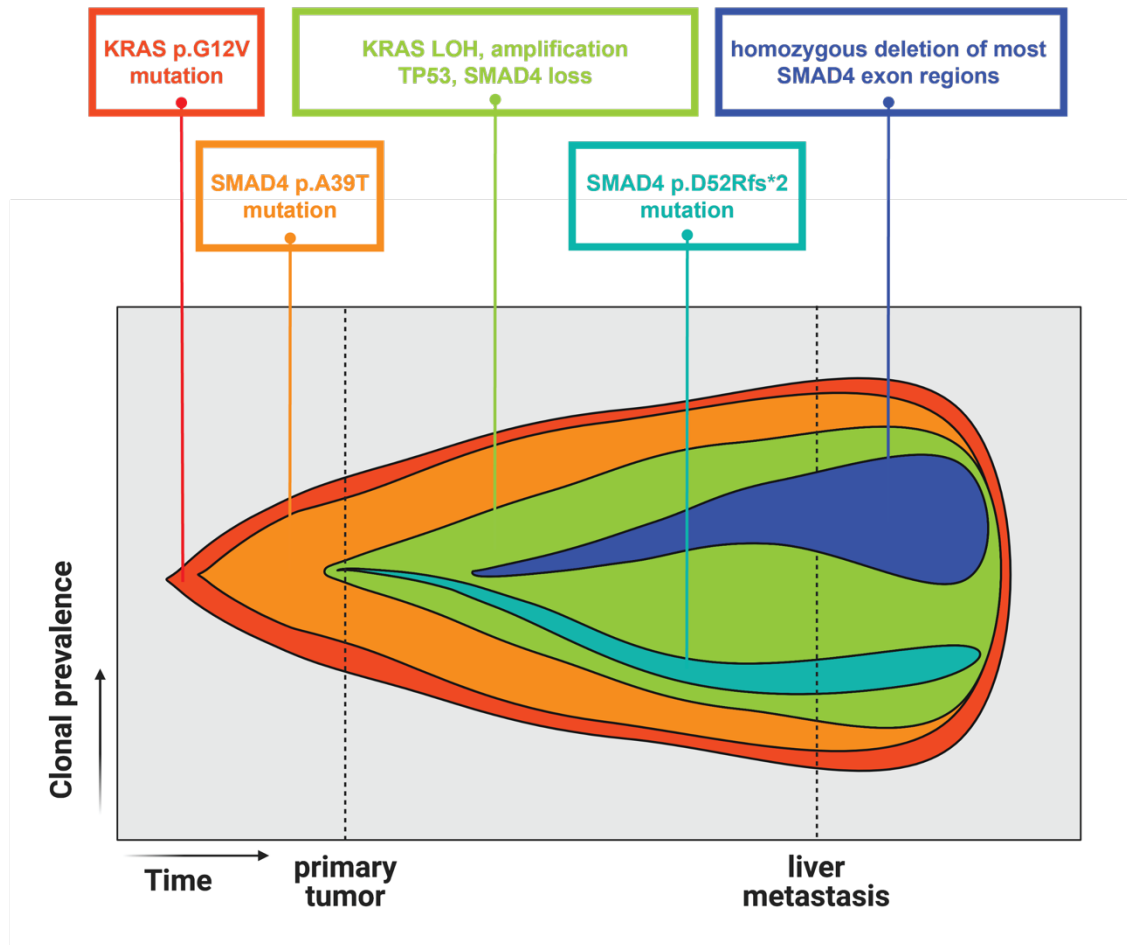 KRAS p.G12V
mutation
KRAS LOH, amplification
TP53, SMAD4 loss
homozygous deletion of most
SMAD4 exon regions
SMAD4 p.A39T
mutation
SMAD4 p.D52Rfs*2
mutation
Clonal prevalence
Time
primary
tumor
liver
metastasis